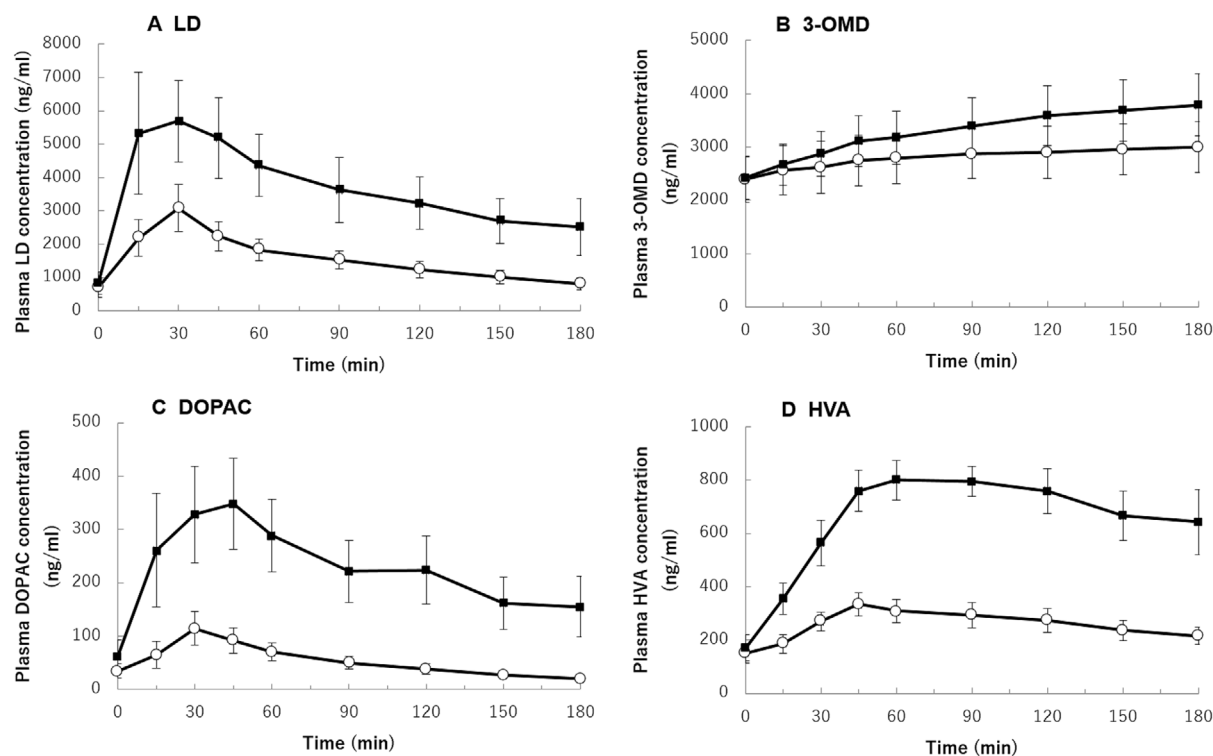 A LD
Plasma LD concentration (ng/ml)
8000
7000
6000
5000
4000
3000
2000
1000
0
0 30 60 90 120 150 180
Time (min)
B 3-OMD
Plasma 3-OMD concentration
(ng/ml)
5000
4000
3000
2000
1000
0
0 30 60 90 120 150 180
Time (min)
C DOPAC
Plasma DOPAC concentration
(ng/ml)
500
400
300
200
100
0
0 30 60 90 120 150 180
Time (min)
D HVA
Plasma HVA concentration
(ng/ml)
1000
800
600
400
200
0
0 30 60 90 120 150 180
Time (min)